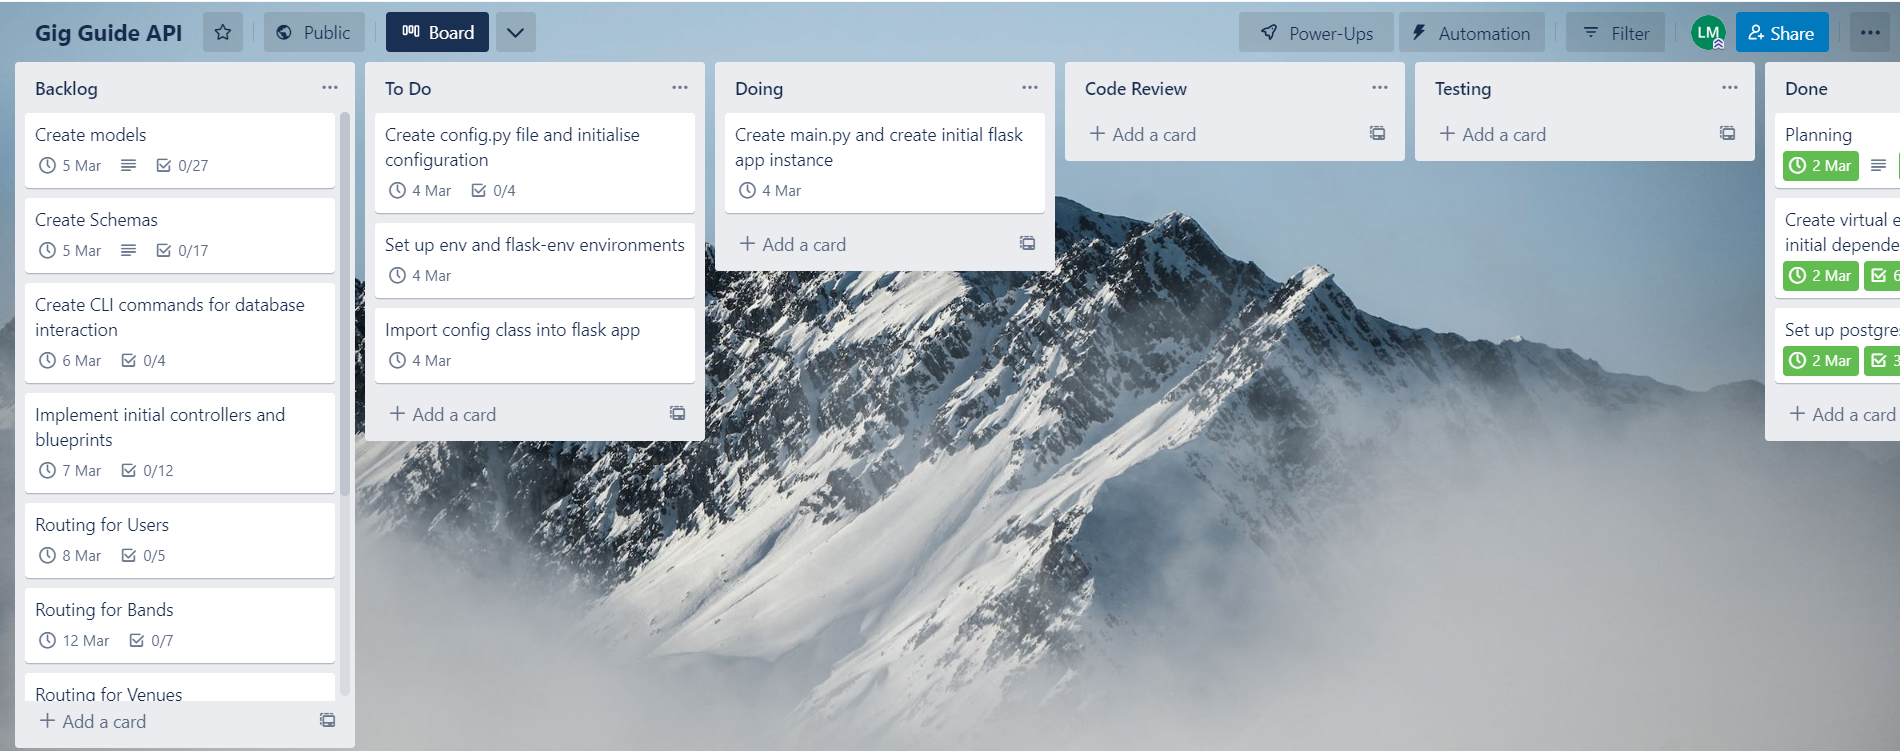 Gig Guide API
Public
Board
Power-Ups
Automation
Filter
LM
Share
Backlog
Create models
5 Mar 0/27
Create Schemas
5 Mar 0/17
Create CLI commands for database
interaction
6 Mar 0/4
Implement initial controllers and
blueprints
7 Mar 0/12
Routing for Users
8 Mar 0/5
Routing for Bands
12 Mar 0/7
Routing for Venues
+ Add a card
To Do
Create config.py file and initialise
configuration
4 Mar 0/4
Set up env and flask-env environments
4 Mar
Import config class into flask app
4 Mar
+ Add a card
Doing
Create main.py and create initial flask
app instance
4 Mar
+ Add a card
Code Review
+ Add a card
Testing
+ Add a card
Done
Planning
2 Mar
Create virtual e
initial depende
2 Mar 6
Set up postgres
2 Mar 3
+ Add a card